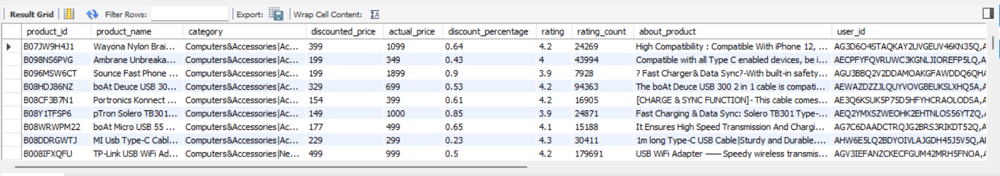 Result Grid Filter Rows: Export: Wrap Cell Content: IA
product_id product_name category discounted_price actual_price discount_percentage rating rating_count about_product user_id
B07JW9H4J1 Wayona Nylon Brai... Computers&Accessories|Ac... 399 1099 0.64 4.2 24269 High Compatibility : Compatible With iPhone 12, ... AG3D6O4STAQKAY2UVGEUV46KN35Q,A
B098NS6PVG Ambrane Unbreaka... Computers&Accessories|Ac... 199 349 0.43 4 43994 Compatible with all Type C enabled devices, be i... AECPFYFQVRUWC3KGNLJIOREFP5LQ,A
B096MSW6CT Sounce Fast Phone ... Computers&Accessories|Ac... 199 1899 0.9 3.9 7928 ? Fast Charger& Data Sync?-With built-in safety... AGU3BBQ2V2DDAMOAKGFAWDDQ6QHA
B08HDJ86NZ boAt Deuce USB 30... Computers&Accessories|Ac... 329 699 0.53 4.2 94363 The boAt Deuce USB 300 2 in 1 cable is compati... AEWAZDZZJLQUYVOVGBEUKSLXHQ5A,A
B08CF3B7N1 Portronics Konnect ... Computers&Accessories|Ac... 154 399 0.61 4.2 16905 [CHARGE & SYNC FUNCTION]- This cable comes... AE3Q6KSUK5P75D5HFYHCRAOLODSA,A
B08Y1TFSP6 pTron Solero TB301... Computers&Accessories|Ac... 149 1000 0.85 3.9 24871 Fast Charging & Data Sync: Solero TB301 Type-... AEQ2YMXSZWEOHK2EHTNLOS56YTZQ,A
B08WRWPM22 boAt Micro USB 55 ... Computers&Accessories|Ac... 177 499 0.65 4.1 15188 It Ensures High Speed Transmission And Chargi... AG7C6DAADCTRQJG2BRS3RIKDT52Q,A
B08DDRGWTJ MI Usb Type-C Cabl... Computers&Accessories|Ac... 229 299 0.23 4.3 30411 1m long Type-C USB Cable|Sturdy and Durable.... AHW6E5LQ2BDYOIVLAJGDH45J5V5Q,A
B008IFXQFU TP-Link USB WiFi Ad... Computers&Accessories|Ne... 499 999 0.5 4.2 179691 USB WiFi Adapter —— Speedy wireless transmis... AGV3IEFANZCKECFGUM42MRH5FNOA,A